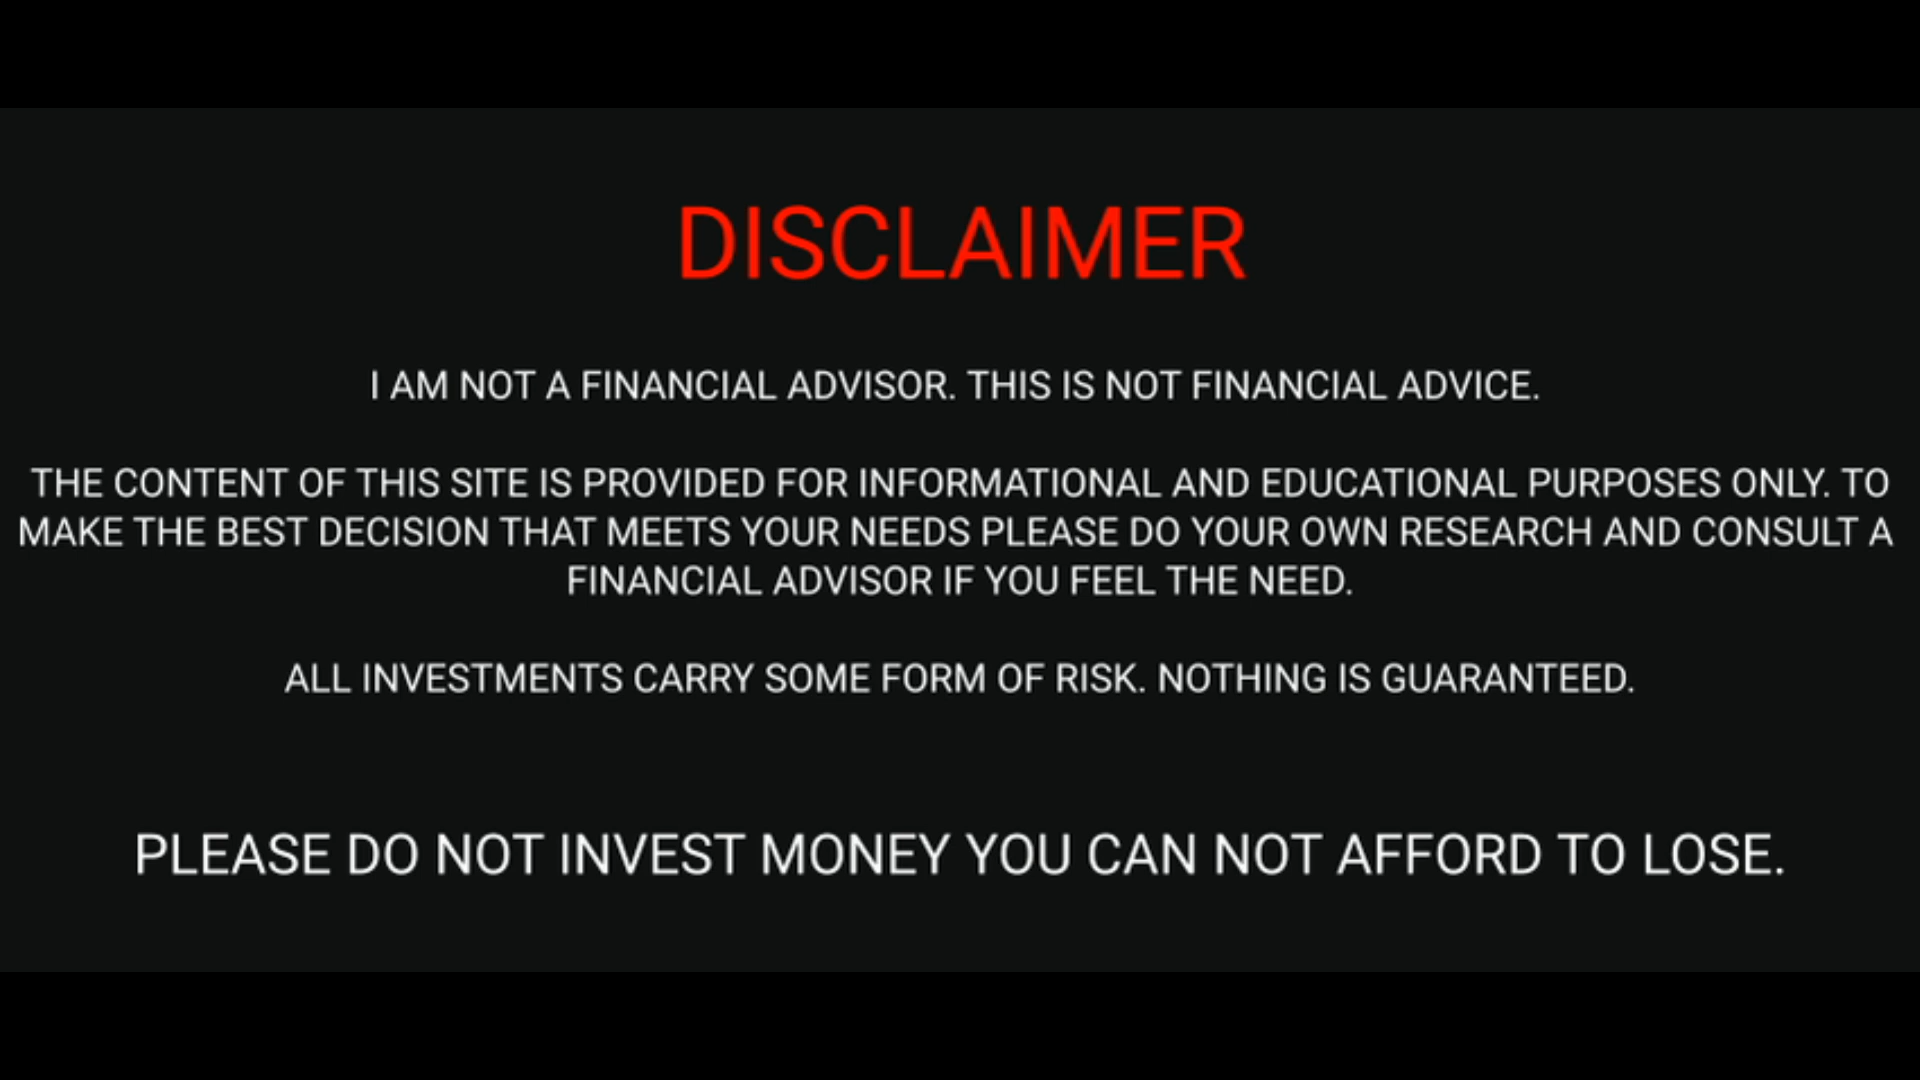 DISCLAIMER
I AM NOT A FINANCIAL ADVISOR. THIS IS NOT FINANCIAL ADVICE.
THE CONTENT OF THIS SITE IS PROVIDED FOR INFORMATIONAL AND EDUCATIONAL PURPOSES ONLY. TO
MAKE THE BEST DECISION THAT MEETS YOUR NEEDS PLEASE DO YOUR OWN RESEARCH AND CONSULT A
FINANCIAL ADVISOR IF YOU FEEL THE NEED.
ALL INVESTMENTS CARRY SOME FORM OF RISK. NOTHING IS GUARANTEED.
PLEASE DO NOT INVEST MONEY YOU CAN NOT AFFORD TO LOSE.